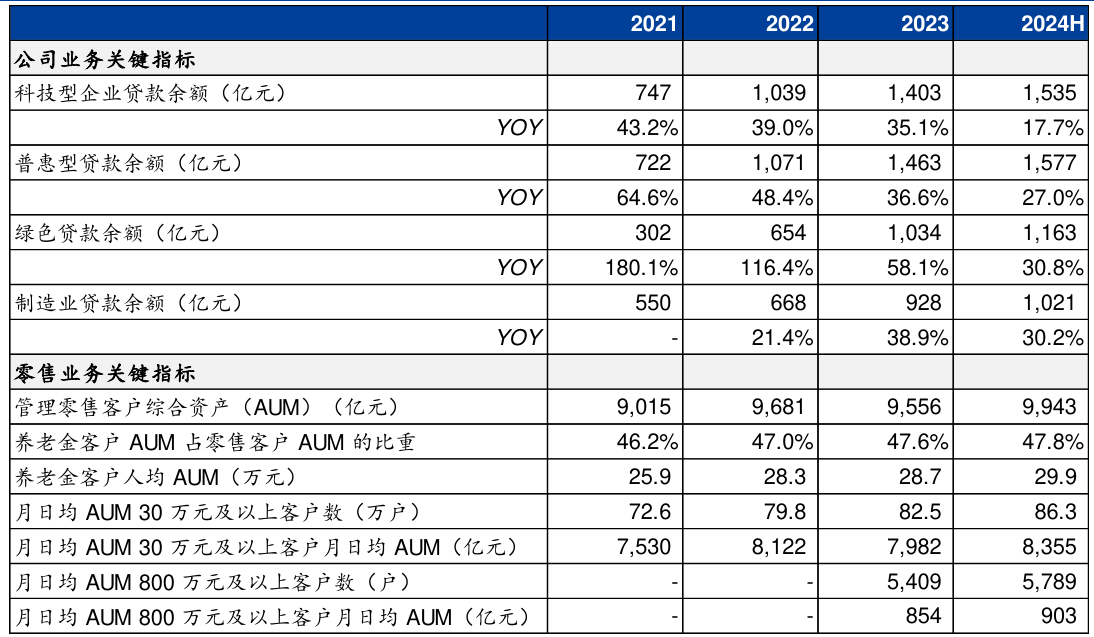 2021 2022 2023 2024H
公司业务关键指标
科技型企业贷款余额（亿元） 747 1,039 1,403 1,535
YOY 43.2% 39.0% 35.1% 17.7%
普惠型贷款余额（亿元） 722 1,071 1,463 1,577
YOY 64.6% 48.4% 36.6% 27.0%
绿色贷款余额（亿元） 302 654 1,034 1,163
YOY 180.1% 116.4% 58.1% 30.8%
制造业贷款余额（亿元） 550 668 928 1,021
YOY - 21.4% 38.9% 30.2%
零售业务关键指标
管理零售客户综合资产（AUM）（亿元） 9,015 9,681 9,556 9,943
养老金客户 AUM 占零售客户 AUM 的比重 46.2% 47.0% 47.6% 47.8%
养老金客户人均 AUM（万元） 25.9 28.3 28.7 29.9
月日均 AUM 30 万元及以上客户数（万户） 72.6 79.8 82.5 86.3
月日均 AUM 30 万元及以上客户月日均 AUM（亿元） 7,530 8,122 7,982 8,355
月日均 AUM 800 万元及以上客户数（户） - - 5,409 5,789
月日均 AUM 800 万元及以上客户月日均 AUM（亿元） - - 854 903